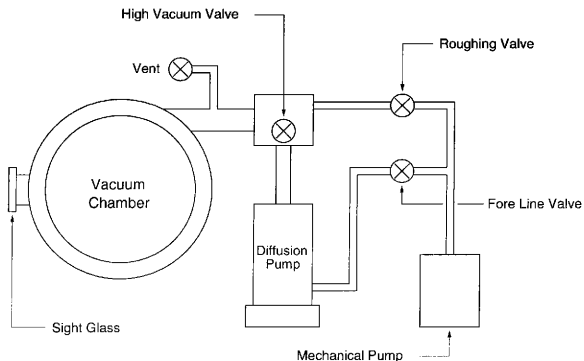 High Vacuum Valve
Roughing Valve
Vent
Vacuum
Chamber
Fore Line Valve
Diffusion
Pump
Sight Glass
Mechanical Pump